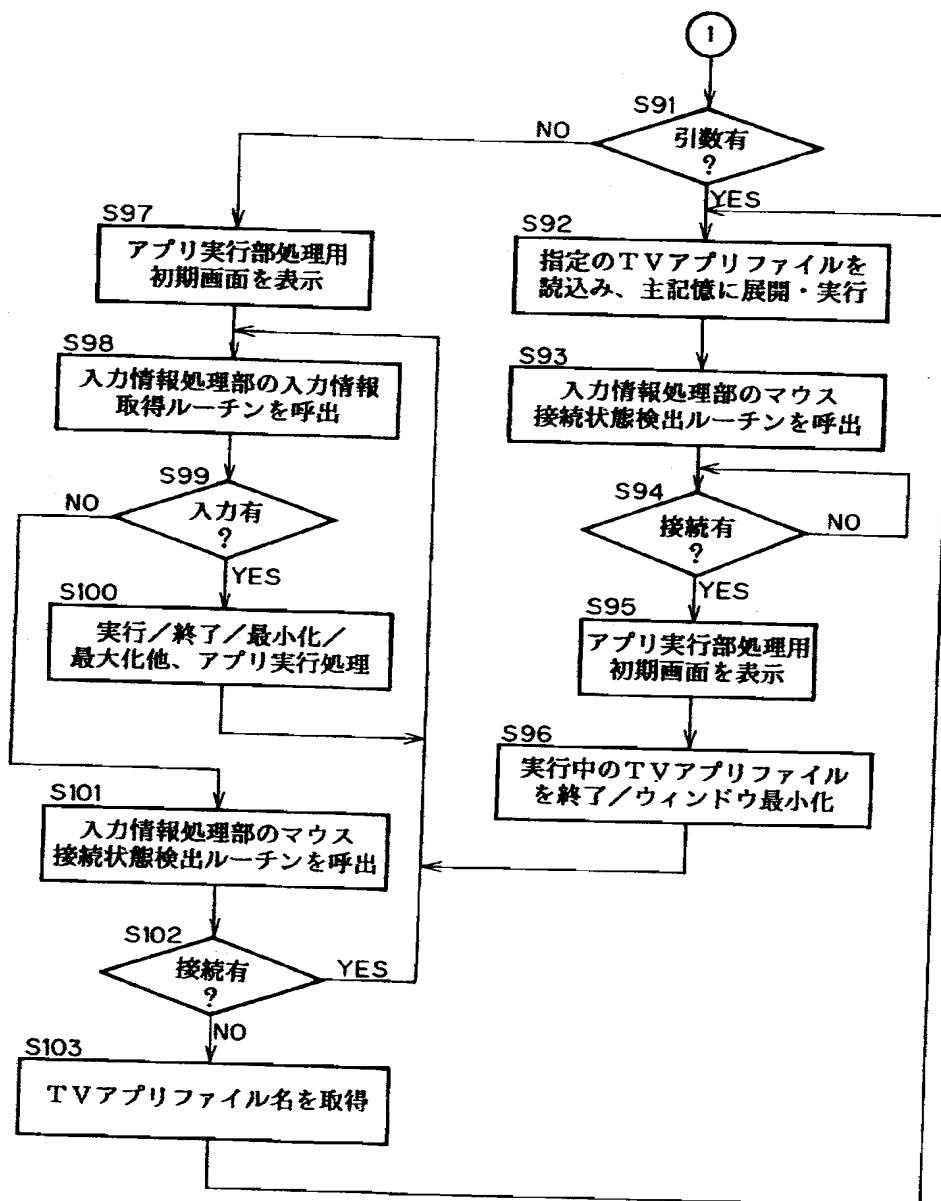 1
S91
引数有
?
NO
YES
S97
アプリ実行部処理用
初期画面を表示
S92
指定のTVアプリファイルを
読込み、主記憶に展開・実行
S98
入力情報処理部の入力情報
取得ルーチンを呼出
S93
入力情報処理部のマウス
接続状態検出ルーチンを呼出
S99
入力有
?
NO
YES
S94
接続有
?
NO
YES
S100
実行/終了/最小化/
最大化他、アプリ実行処理
S95
アプリ実行部処理用
初期画面を表示
S96
実行中のTVアプリファイル
を終了/ウィンドウ最小化
S101
入力情報処理部のマウス
接続状態検出ルーチンを呼出
S102
接続有
?
YES
NO
S103
TVアプリファイル名を取得